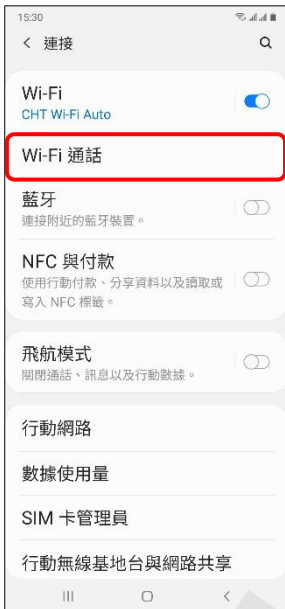 15:30
連接
Wi-Fi
CHT Wi-Fi Auto
Wi-Fi 通話
藍牙
連接附近的藍牙裝置。
NFC 與付款
使用行動付款、分享資料以及讀取或
寫入 NFC 標籤。
飛航模式
關閉通話、訊息以及行動數據。
行動網路
數據使用量
SIM 卡管理員
行動無線基地台與網路共享